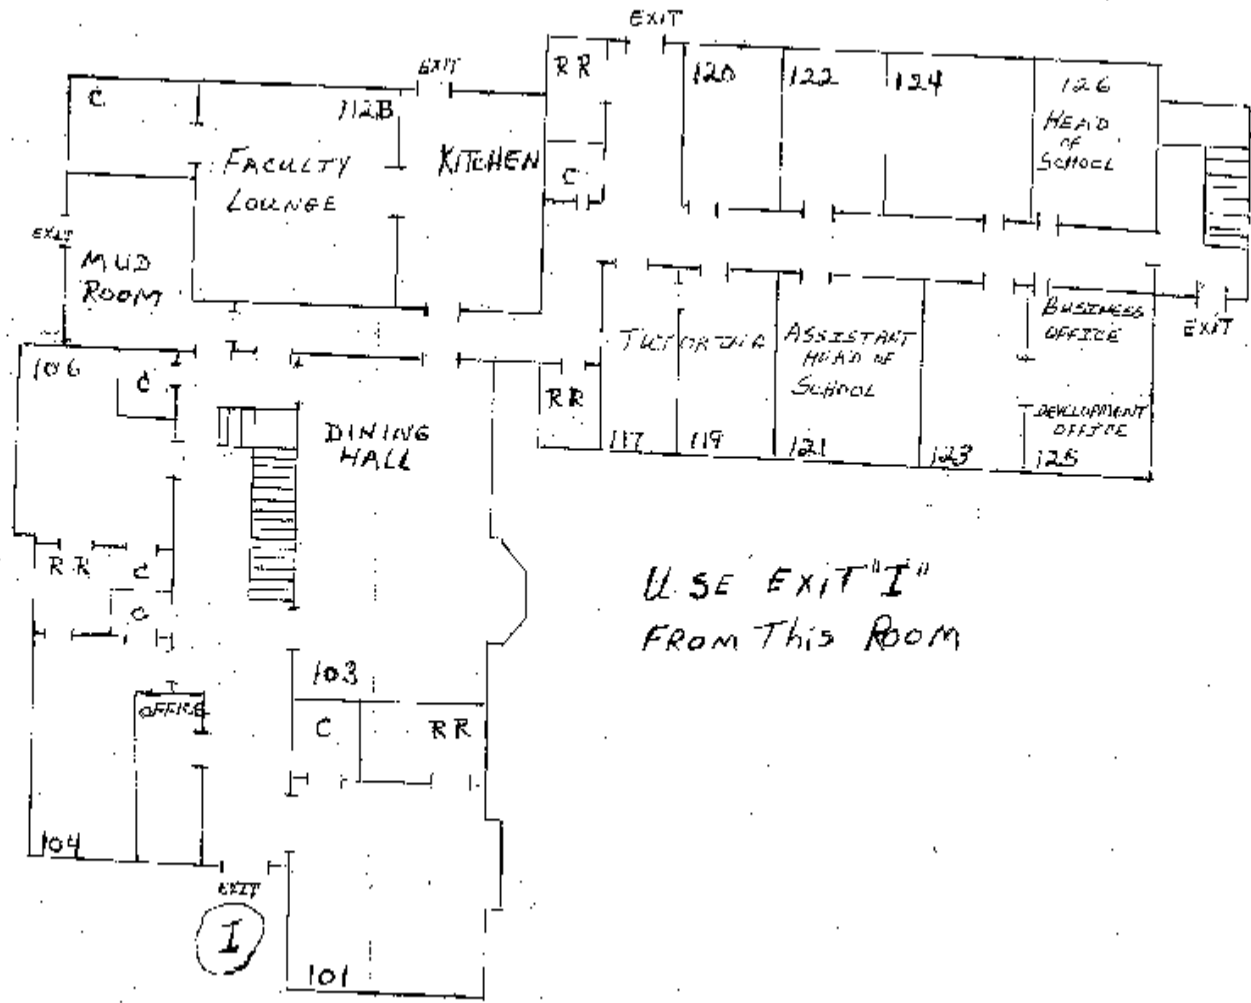 EXIT
EXIT
RR
120
122
124
126
HEAD
OF
SCHOOL
C
112B
FACULTY
LOUNGE
KITCHEN
C
EXIT
MUD
ROOM
106
C
RR
TUTORING
ASSISTANT
HEAD OF
SCHOOL
BUSINESS
OFFICE
EXIT
DEVELOPMENT
OFFICE
117
119
121
123
125
DINING
HALL
RR
C
C
USE EXIT "I"
FROM This ROOM
103
OFFICE
C
RR
104
EXIT
I
101